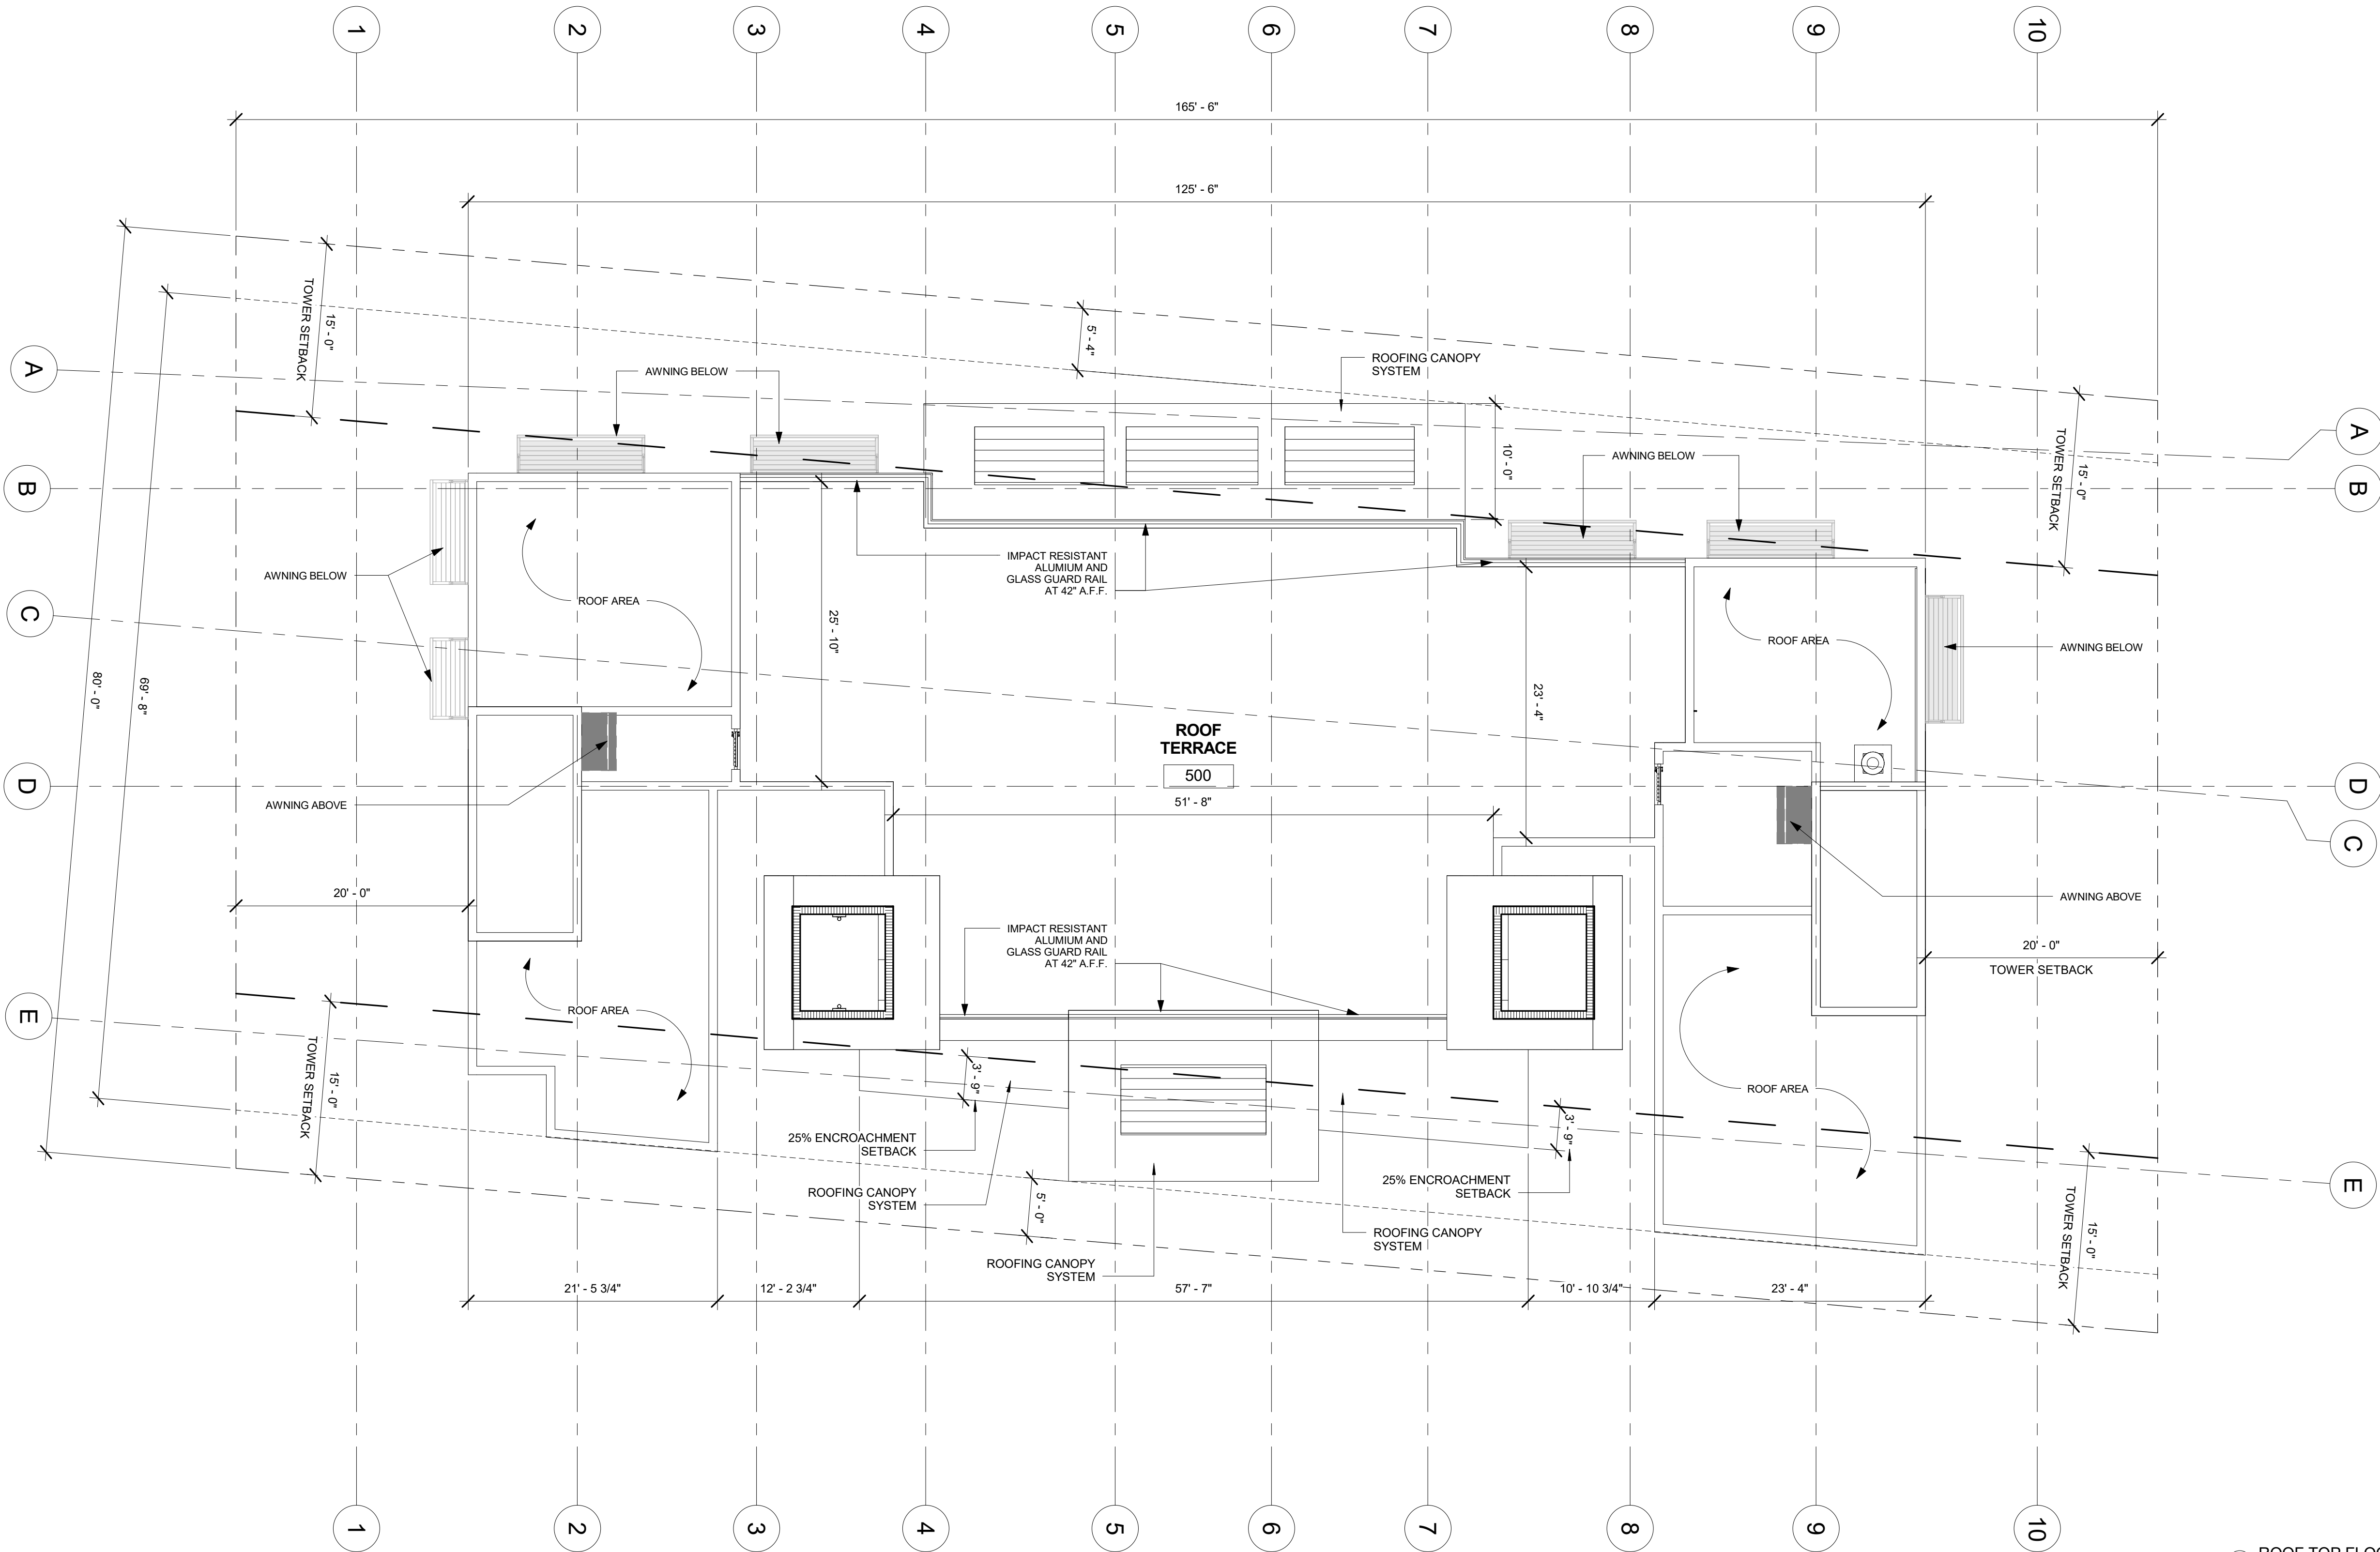 1 2 3 4 5 6 7 8 9 10
165' - 6"
125' - 6"
TOWER SETBACK
15' - 0"
5' - 4"
ROOFING CANOPY
SYSTEM
A
AWNING BELOW
10' - 0"
TOWER SETBACK
15' - 0"
A
AWNING BELOW
B
B
IMPACT RESISTANT
ALUMIUM AND
GLASS GUARD RAIL
AT 42" A.F.F.
AWNING BELOW
ROOF AREA
C
25' - 10"
ROOF AREA
AWNING BELOW
80' - 0"
69' - 8"
23' - 4"
ROOF
TERRACE
500
D
D
AWNING ABOVE
51' - 8"
C
20' - 0"
AWNING ABOVE
IMPACT RESISTANT
ALUMIUM AND
GLASS GUARD RAIL
AT 42" A.F.F.
20' - 0"
TOWER SETBACK
E
ROOF AREA
TOWER SETBACK
15' - 0"
3' - 9"
ROOF AREA
25% ENCROACHMENT
SETBACK
3' - 9"
25% ENCROACHMENT
SETBACK
E
ROOFING CANOPY
SYSTEM
5' - 0"
ROOFING CANOPY
SYSTEM
TOWER SETBACK
15' - 0"
ROOFING CANOPY
SYSTEM
21' - 5 3/4"
12' - 2 3/4"
57' - 7"
10' - 10 3/4"
23' - 4"
1 2 3 4 5 6 7 8 9 10